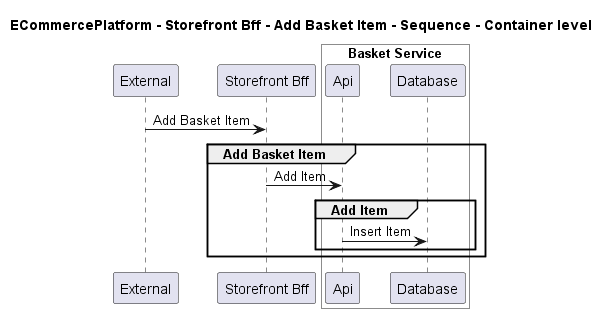 ECommercePlatform - Storefront Bff - Add Basket Item - Sequence - Container level
Basket Service
External Storefront Bff Api Database
Add Basket Item
Add Basket Item
Add Item
Add Item
Insert Item
External Storefront Bff Api Database